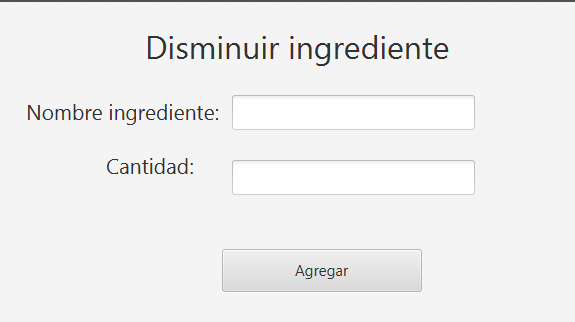 Disminuir ingrediente
Nombre ingrediente:
Cantidad:
Agregar